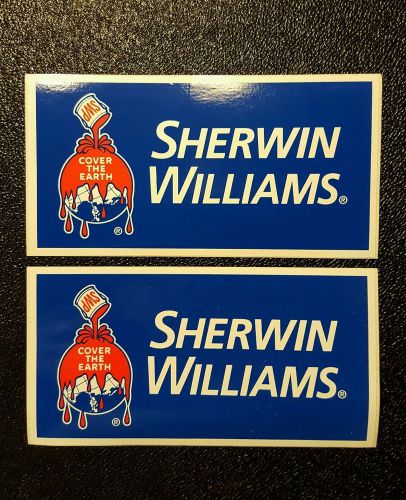 SWP
COVER
THE
EARTH
®
SHERWIN
WILLIAMS®
SWP
COVER
THE
EARTH
®
SHERWIN
WILLIAMS®